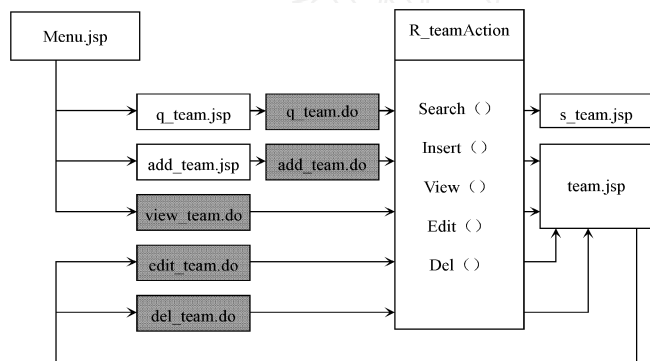 Menu.jsp
R_teamAction
q_team.jsp
q_team.do
Search（）
s_team.jsp
add_team.jsp
add_team.do
Insert（）
team.jsp
View（）
view_team.do
Edit（）
edit_team.do
Del（）
del_team.do